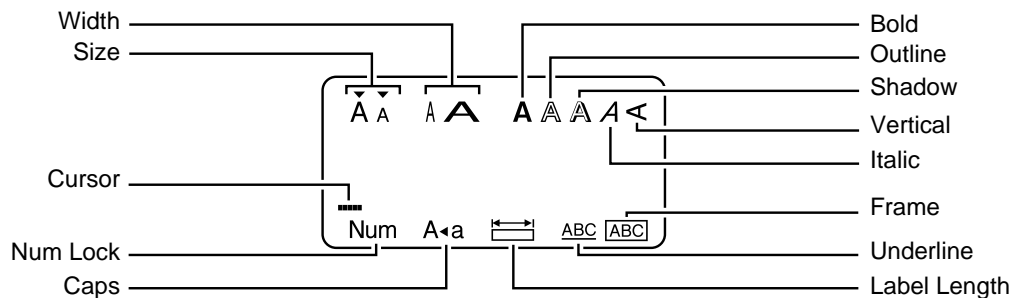 Width
Size
Bold
Outline
Shadow
Vertical
Italic
A A A A A A A A A
Cursor
Num A◂a ABC ABC
Frame
Num Lock
Underline
Caps
Label Length